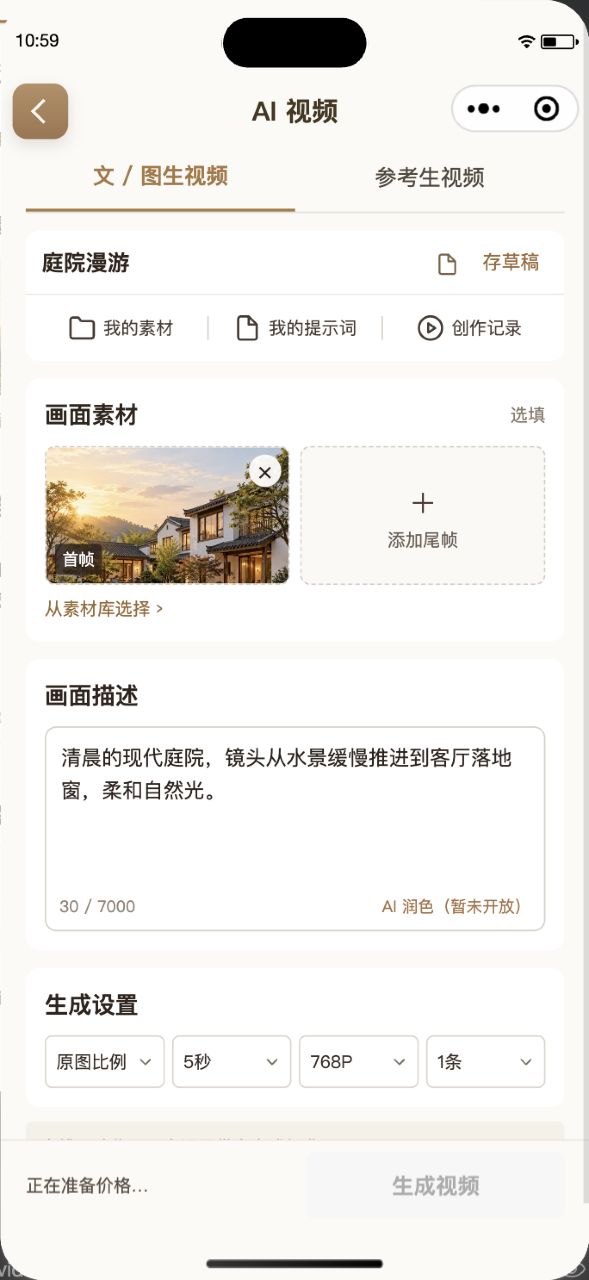 10:59
AI 视频
文 / 图生视频
参考生视频
庭院漫游
存草稿
我的素材
我的提示词
创作记录
画面素材
选填
首帧
添加尾帧
从素材库选择 >
画面描述
清晨的现代庭院，镜头从水景缓慢推进到客厅落地
窗，柔和自然光。
30 / 7000
AI 润色（暂未开放）
生成设置
原图比例
5秒
768P
1条
正在准备价格...
生成视频